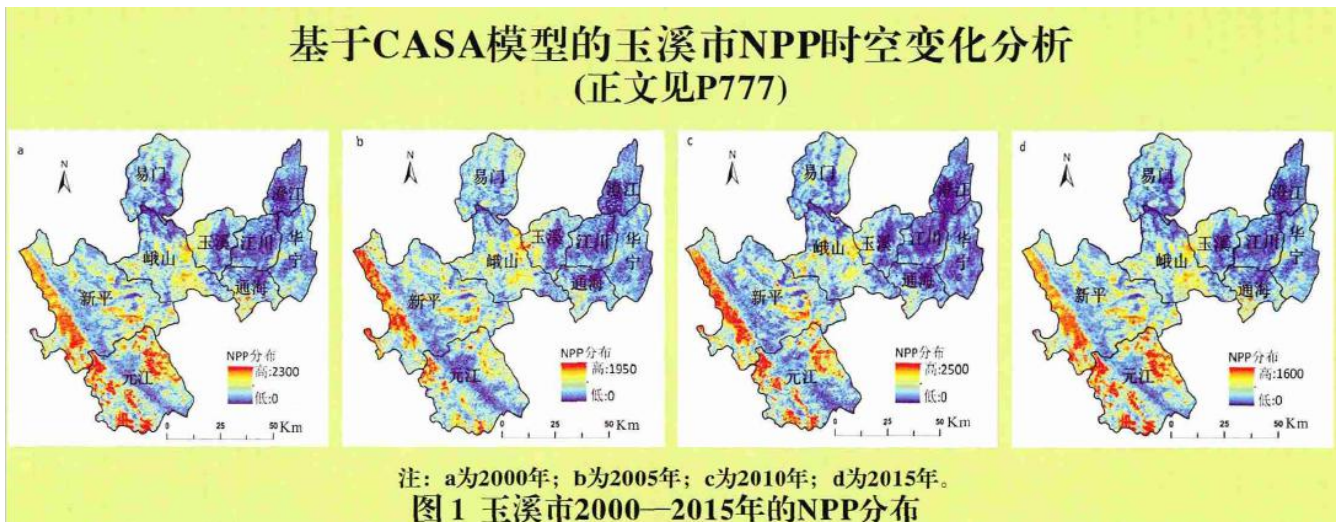 基于CASA模型的玉溪市NPP时空变化分析
(正文见P777)
a
N
易门
澄江
玉溪
江川
华宁
峨山
通海
新平
元江
NPP分布
高:2300
低:0
0 25 50 Km
b
N
易门
澄江
玉溪
江川
华宁
峨山
通海
新平
元江
NPP分布
高:1950
低:0
0 25 50 Km
c
N
易门
澄江
玉溪
江川
华宁
峨山
通海
新平
元江
NPP分布
高:2500
低:0
0 25 50 Km
d
N
易门
澄江
玉溪
江川
华宁
峨山
通海
新平
元江
NPP分布
高:1600
低:0
0 25 50 Km
注：a为2000年；b为2005年；c为2010年；d为2015年。
图 1 玉溪市2000—2015年的NPP分布